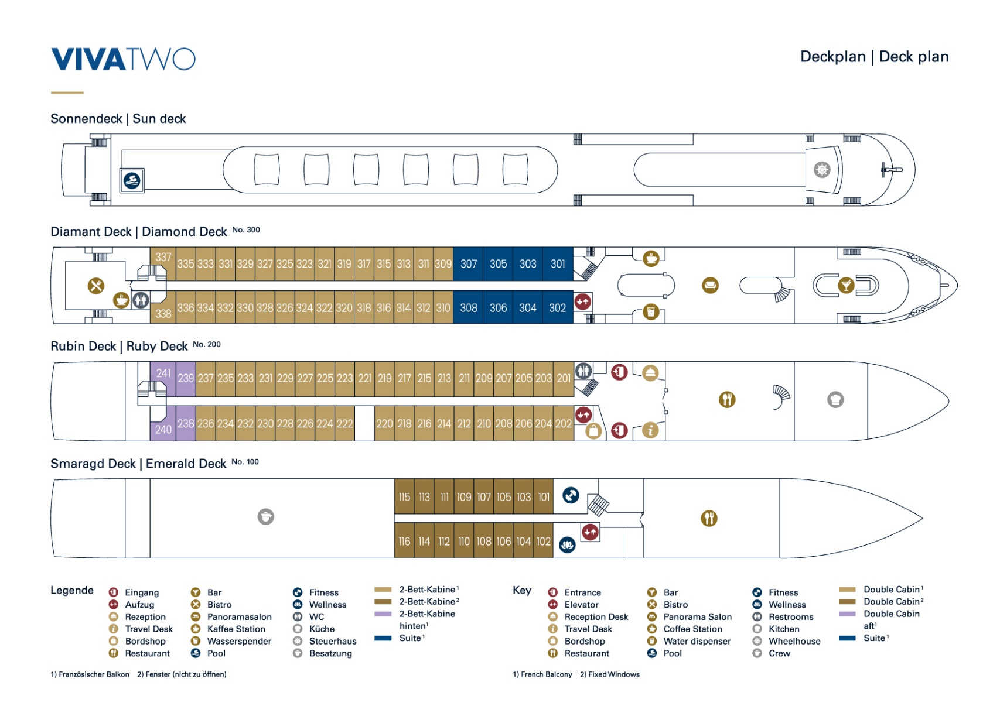 VIVATWO
Deckplan | Deck plan
Sonnendeck | Sun deck
Diamant Deck | Diamond Deck No. 300
337 335 333 331 329 327 325 323 321 319 317 315 313 311 309 307 305 303 301
338 336 334 332 330 328 326 324 322 320 318 316 314 312 310 308 306 304 302
Rubin Deck | Ruby Deck No. 200
241 239 237 235 233 231 229 227 225 223 221 219 217 215 213 211 209 207 205 203 201
240 238 236 234 232 230 228 226 224 222 220 218 216 214 212 210 208 206 204 202
i
Smaragd Deck | Emerald Deck No. 100
115 113 111 109 107 105 103 101
116 114 112 110 108 106 104 102
Legende
Eingang
Aufzug
Rezeption
Travel Desk
Bordshop
Restaurant
Bar
Bistro
Panoramasalon
Kaffee Station
Wasserspender
Pool
Fitness
Wellness
WC
Küche
Steuerhaus
Besatzung
2-Bett-Kabine¹
2-Bett-Kabine²
2-Bett-Kabine
hinten¹
Suite¹
1) Französischer Balkon 2) Fenster (nicht zu öffnen)
Key
Entrance
Elevator
Reception Desk
Travel Desk
Bordshop
Restaurant
Bar
Bistro
Panorama Salon
Coffee Station
Water dispenser
Pool
Fitness
Wellness
Restrooms
Kitchen
Wheelhouse
Crew
Double Cabin¹
Double Cabin²
Double Cabin
aft¹
Suite¹
1) French Balcony 2) Fixed Windows